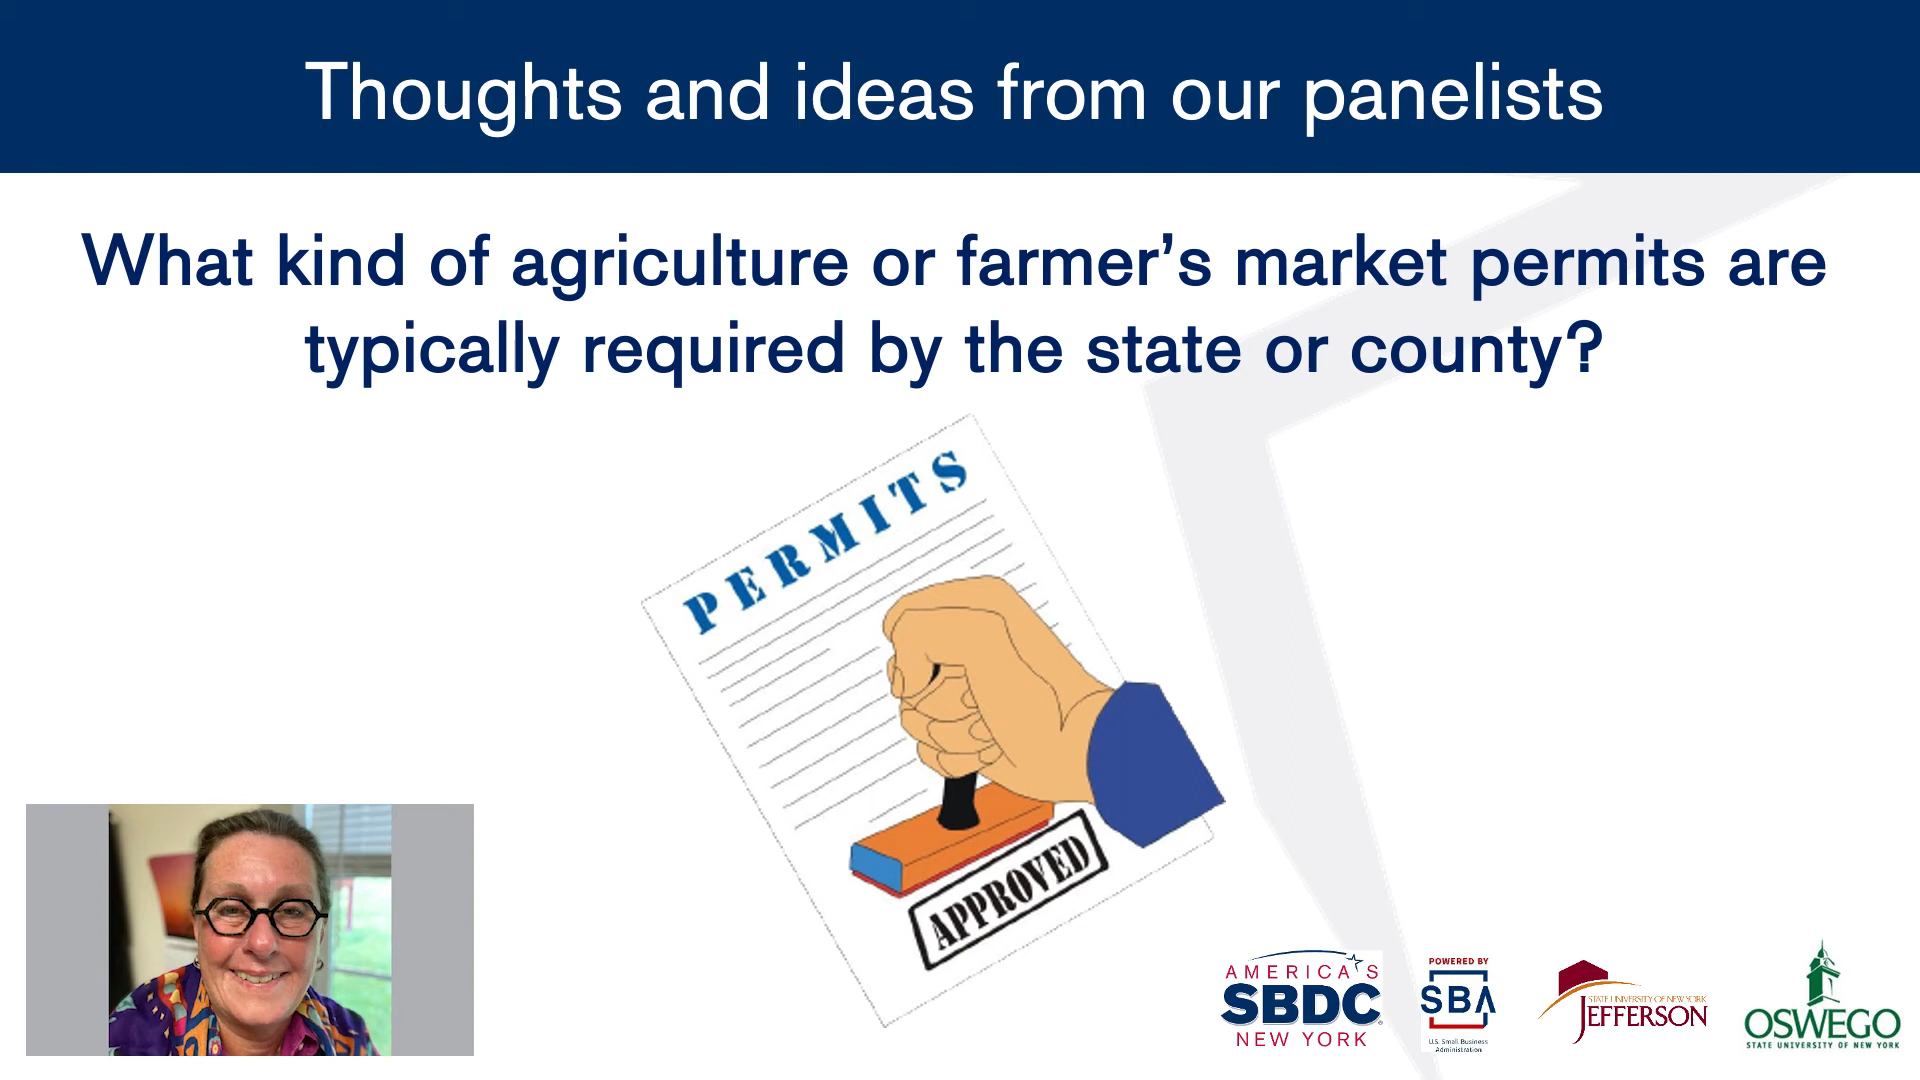 Thoughts and ideas from our panelists
What kind of agriculture or farmer’s market permits are
typically required by the state or county?
PERMITS
APPROVED
AMERICA'S
SBDC
NEW YORK
POWERED BY
SBA
U.S. Small Business
Administration
STATE UNIVERSITY OF NEW YORK
JEFFERSON
OSWEGO
STATE UNIVERSITY OF NEW YORK